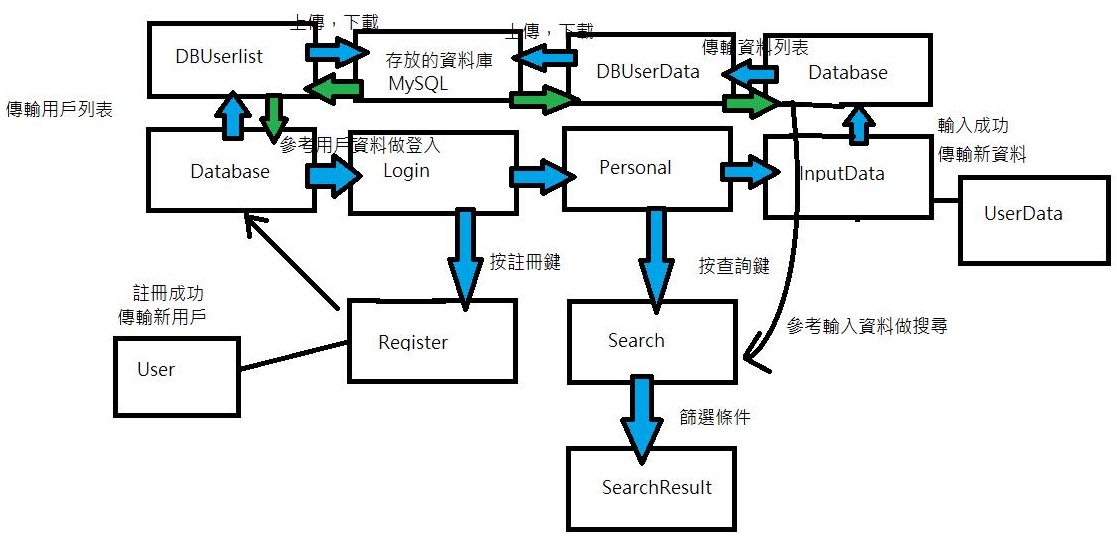 上傳，下載
上傳，下載
傳輸資料列表
DBUserlist
存放的資料庫
MySQL
DBUserData
Database
傳輸用戶列表
參考用戶資料做登入
輸入成功
傳輸新資料
Database
Login
Personal
InputData
UserData
按註冊鍵
按查詢鍵
註冊成功
傳輸新用戶
參考輸入資料做搜尋
User
Register
Search
篩選條件
SearchResult